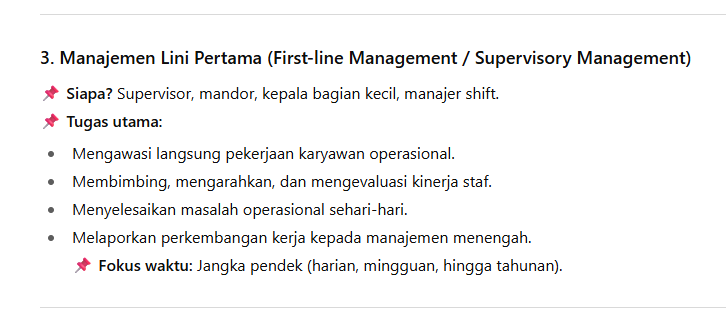 3. Manajemen Lini Pertama (First-line Management / Supervisory Management)
📌 Siapa? Supervisor, mandor, kepala bagian kecil, manajer shift.
📌 Tugas utama:
• Mengawasi langsung pekerjaan karyawan operasional.
• Membimbing, mengarahkan, dan mengevaluasi kinerja staf.
• Menyelesaikan masalah operasional sehari-hari.
• Melaporkan perkembangan kerja kepada manajemen menengah.
📌 Fokus waktu: Jangka pendek (harian, mingguan, hingga tahunan).